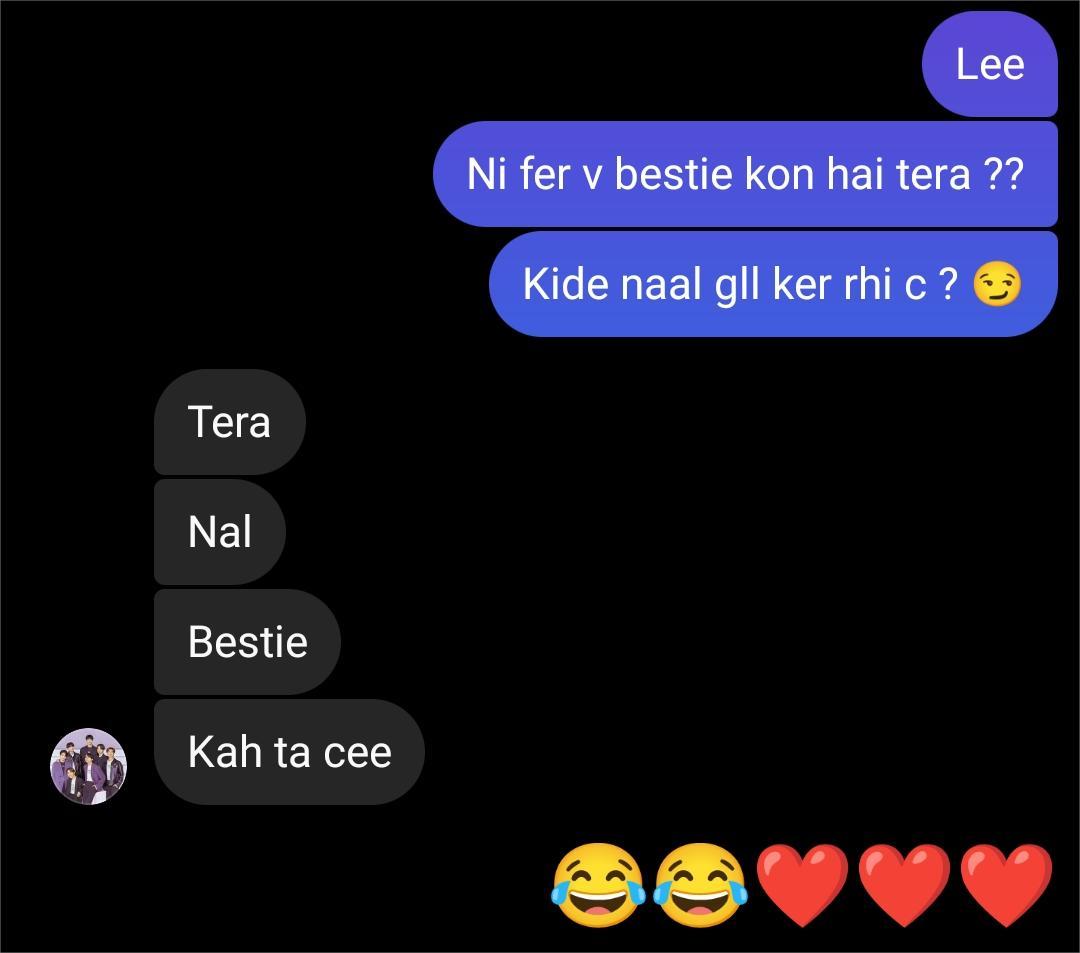 Lee
Ni fer v bestie kon hai tera ??
Kide naal gll ker rhi c ? 😏
Tera
Nal
Bestie
Kah ta cee
😂😂❤️❤️❤️